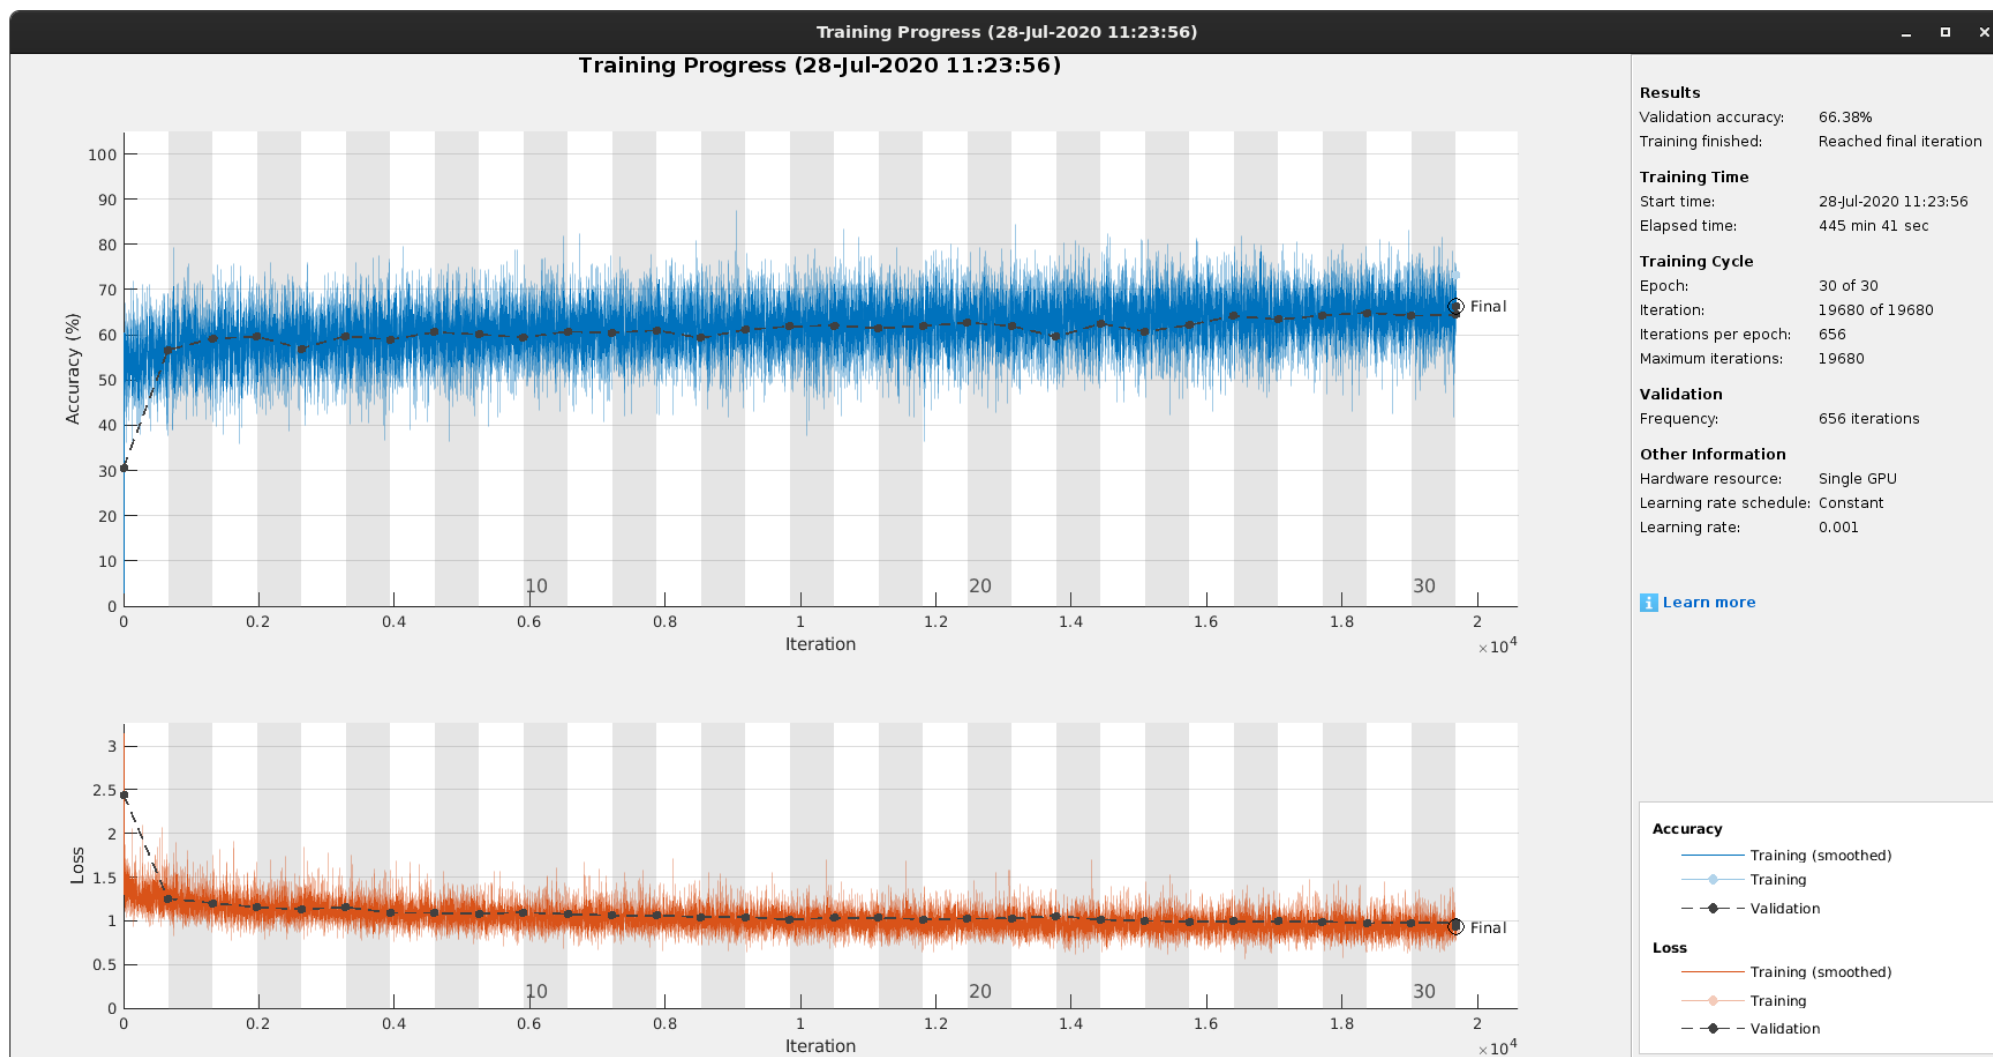 Training Progress (28-Jul-2020 11:23:56)
Training Progress (28-Jul-2020 11:23:56)
100
90
80
70
60
50
40
30
20
10
0
Accuracy (%)
Final
10 20 30
0 0.2 0.4 0.6 0.8 1 1.2 1.4 1.6 1.8 2
Iteration
×10⁴
3
2.5
2
1.5
1
0.5
0
Loss
Final
10 20 30
0 0.2 0.4 0.6 0.8 1 1.2 1.4 1.6 1.8 2
Iteration
×10⁴
Results
Validation accuracy: 66.38%
Training finished: Reached final iteration
Training Time
Start time: 28-Jul-2020 11:23:56
Elapsed time: 445 min 41 sec
Training Cycle
Epoch: 30 of 30
Iteration: 19680 of 19680
Iterations per epoch: 656
Maximum iterations: 19680
Validation
Frequency: 656 iterations
Other Information
Hardware resource: Single GPU
Learning rate schedule: Constant
Learning rate: 0.001
i Learn more
Accuracy
Training (smoothed)
Training
Validation
Loss
Training (smoothed)
Training
Validation